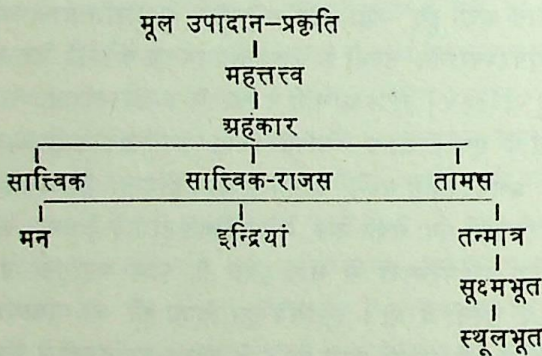 मूल उपादान–प्रकृति
महत्तत्त्व
अहंकार
सात्त्विक सात्त्विक-राजस तामस
मन इन्द्रियां तन्मात्र
सूक्ष्मभूत
स्थूलभूत